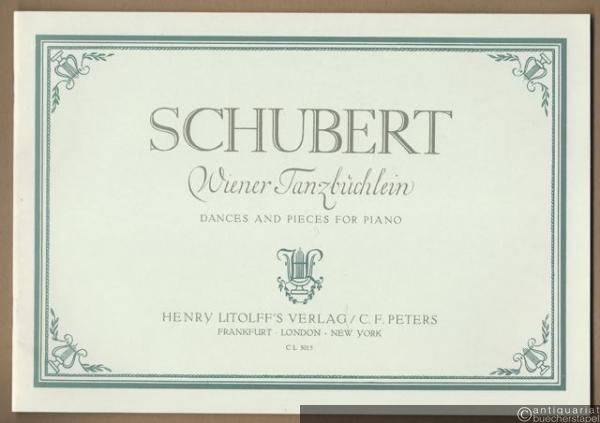 SCHUBERT
Wiener Tanzbüchlein
DANCES AND PIECES FOR PIANO
HENRY LITOLFF'S VERLAG / C. F. PETERS
FRANKFURT · LONDON · NEW YORK
CL 5015
antiquariat
buecherstapel